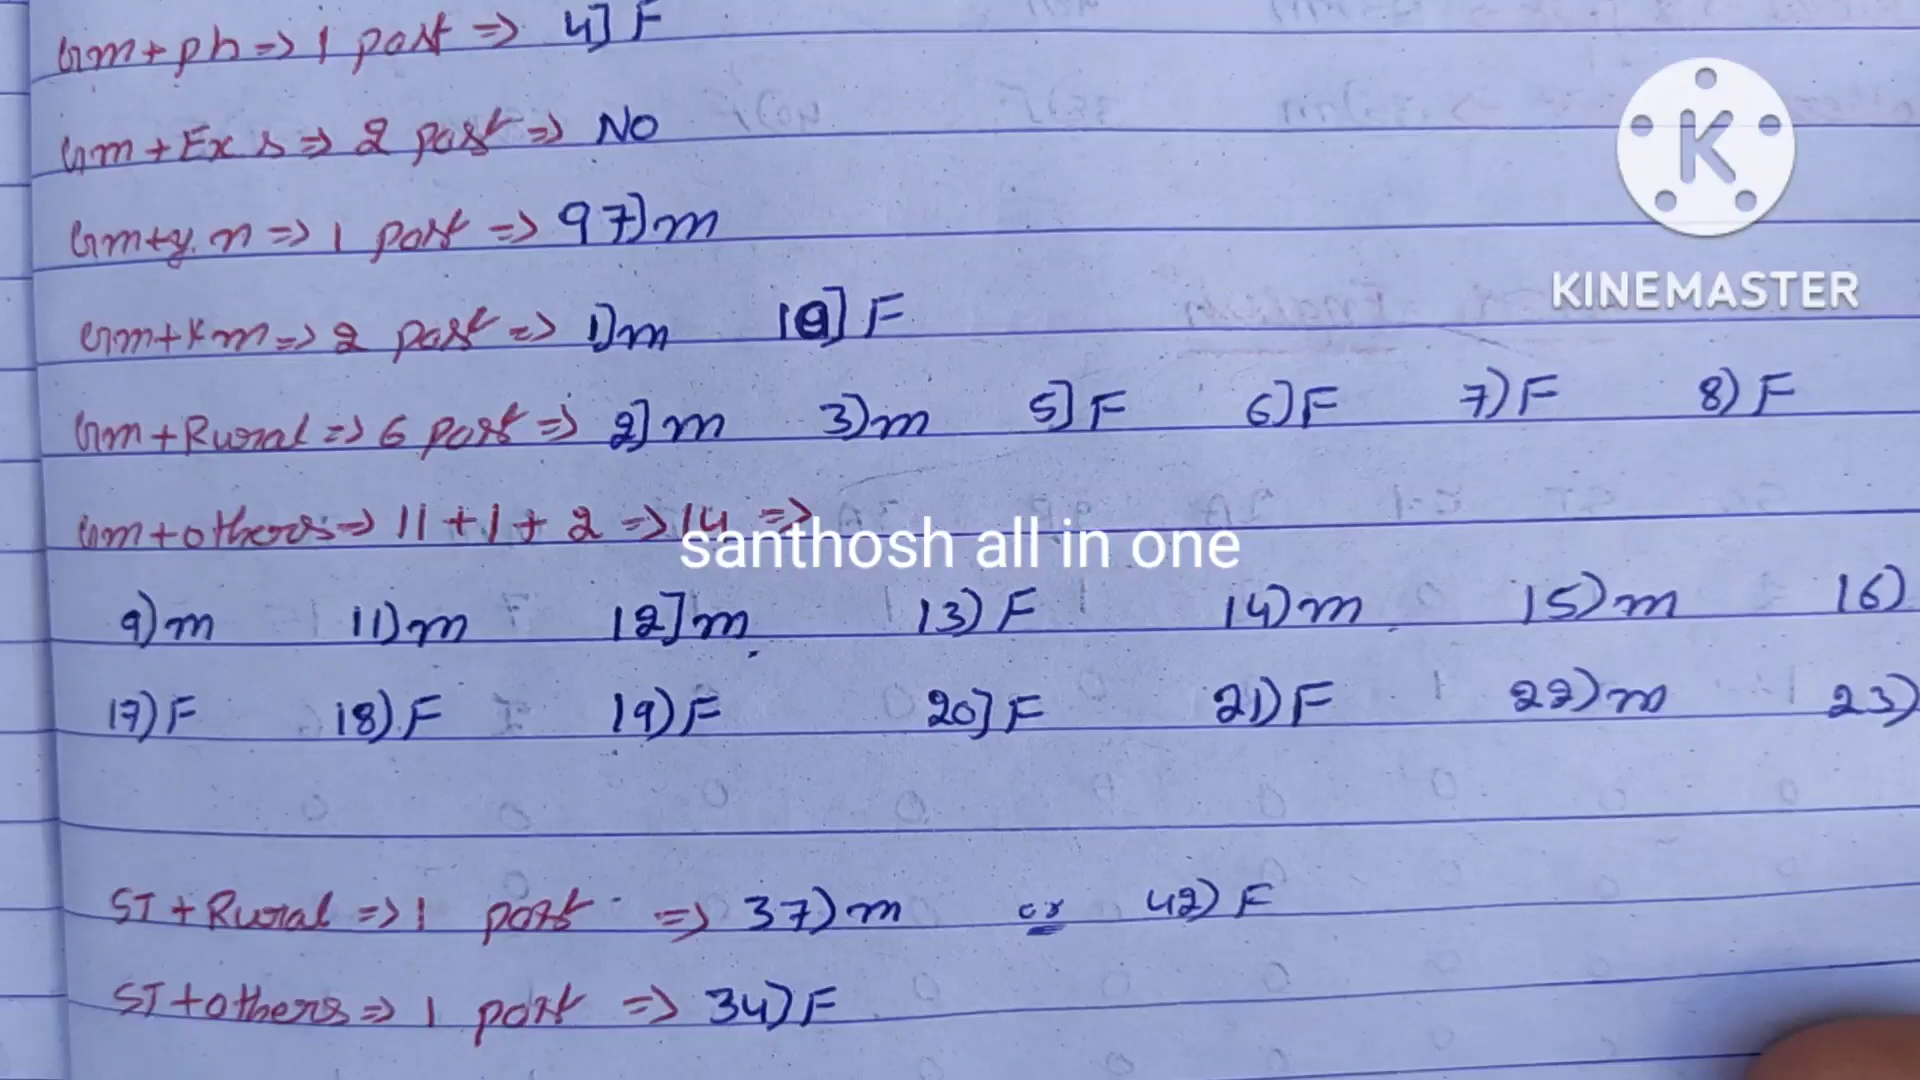 Gm+ph=> 1 post => 4] F
Gm+Ex s=> 2 post=> NO
Gm+y.n=> 1 post => 97)m
Gm+Km=> 2 post => 1)m 10] F
Gm+Rural=> 6 post=> 2] m 3)m 5] F 6)F 7)F 8) F
Gm+others=> 11+1+2 =>14 =>
9)m 11)m 12]m 13) F 14)m 15)m 16)
17)F 18).F 19)F 20]F 21)F 22)m 23)
ST+Rural=>1 post => 37)m or 42) F
ST+others=> 1 post => 34)F
KINEMASTER
santhosh all in one